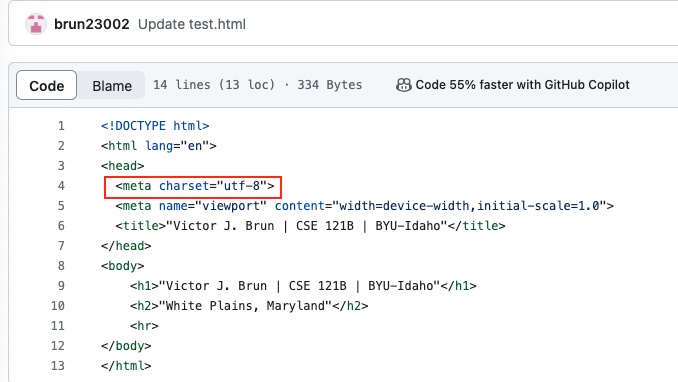 brun23002 Update test.html
Code Blame 14 lines (13 loc) · 334 Bytes Code 55% faster with GitHub Copilot
1 <!DOCTYPE html>
2 <html lang="en">
3 <head>
4 <meta charset="utf-8">
5 <meta name="viewport" content="width=device-width,initial-scale=1.0">
6 <title>"Victor J. Brun | CSE 121B | BYU-Idaho"</title>
7 </head>
8 <body>
9 <h1>"Victor J. Brun | CSE 121B | BYU-Idaho"</h1>
10 <h2>"White Plains, Maryland"</h2>
11 <hr>
12 </body>
13 </html>